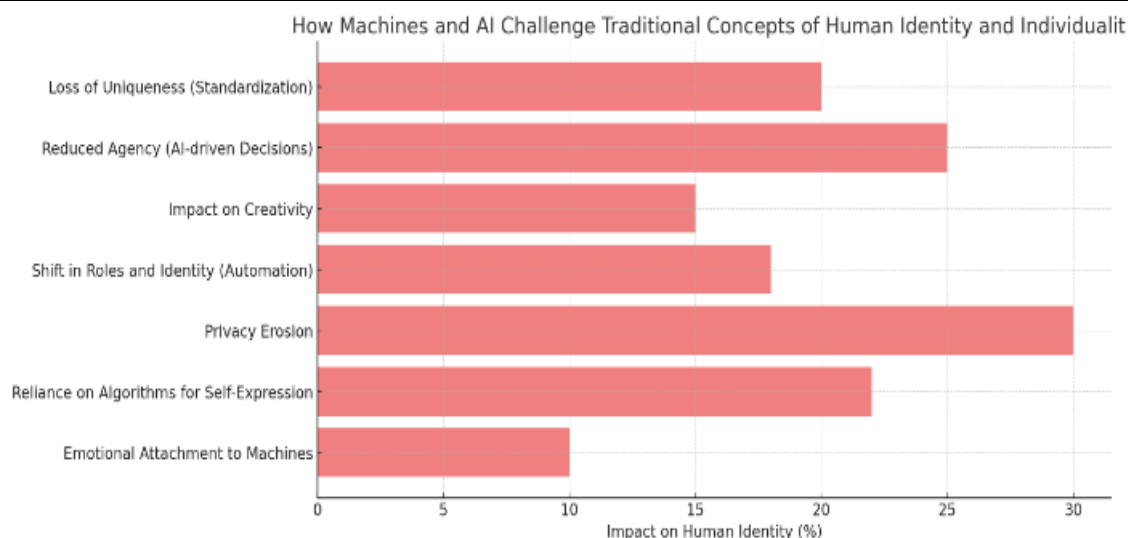 How Machines and AI Challenge Traditional Concepts of Human Identity and Individualit
Loss of Uniqueness (Standardization)
Reduced Agency (AI-driven Decisions)
Impact on Creativity
Shift in Roles and Identity (Automation)
Privacy Erosion
Reliance on Algorithms for Self-Expression
Emotional Attachment to Machines
0 5 10 15 20 25 30
Impact on Human Identity (%)